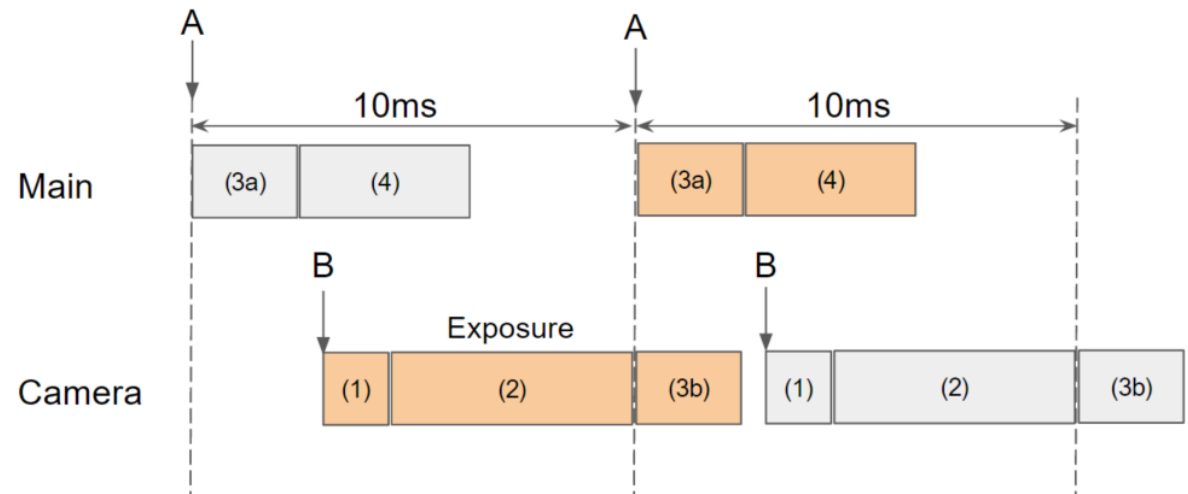 A
A
10ms
10ms
Main
(3a)
(4)
(3a)
(4)
B
B
Exposure
Camera
(1)
(2)
(3b)
(1)
(2)
(3b)